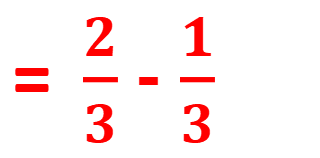 = 2/3 - 1/3